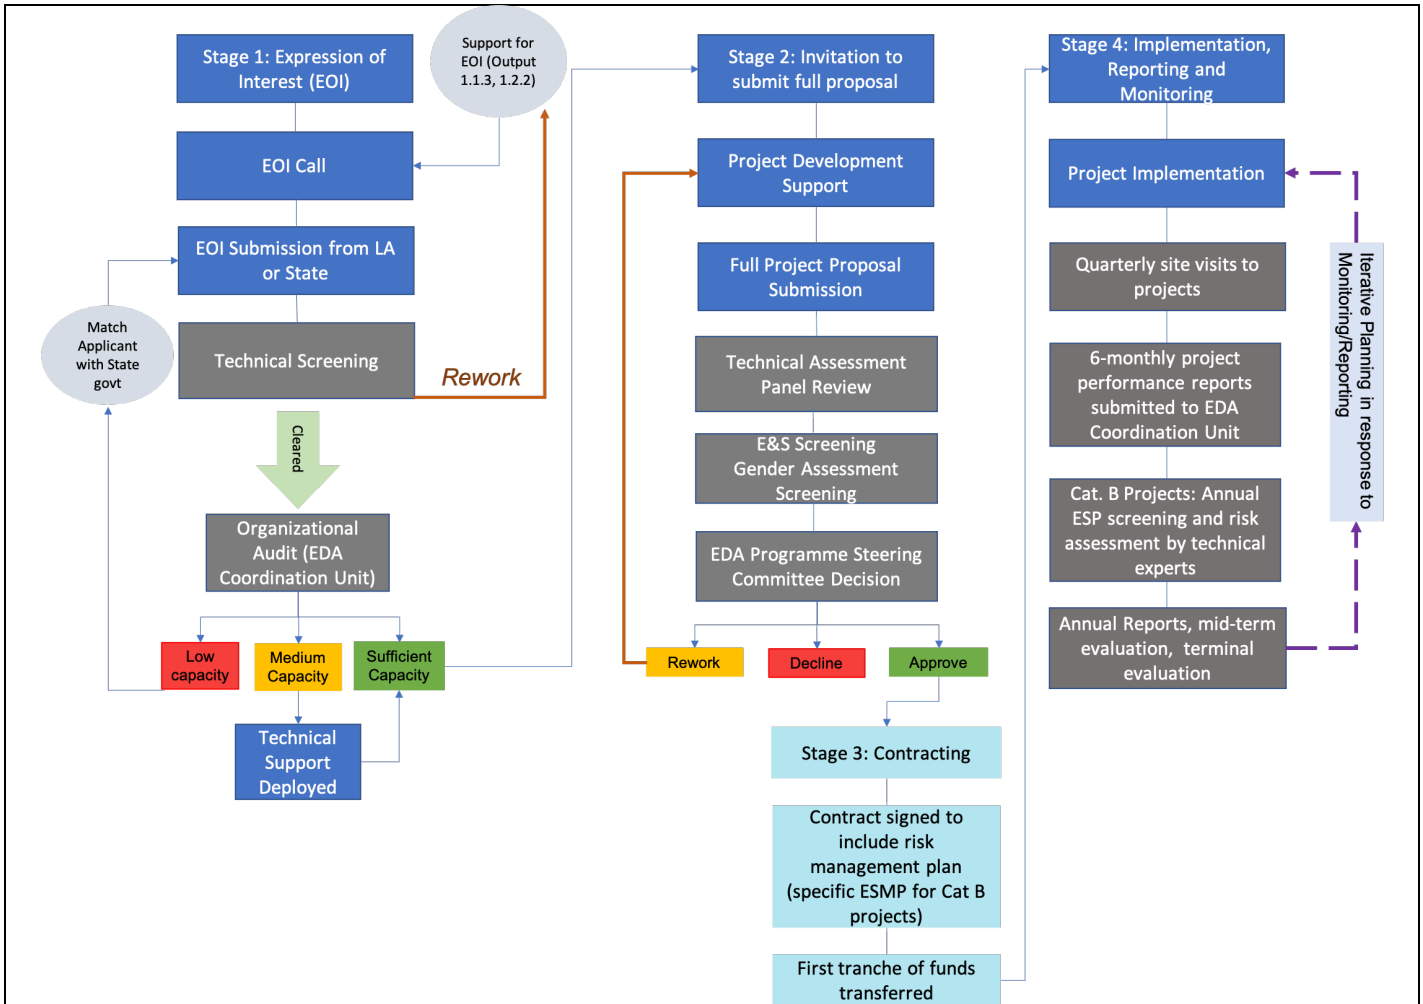 Stage 1: Expression of
Interest (EOI)
Support for
EOI (Output
1.1.3, 1.2.2)
EOI Call
EOI Submission from LA
or State
Match
Applicant
with State
govt
Technical Screening
Rework
Cleared
Organizational
Audit (EDA
Coordination Unit)
Low
capacity
Medium
Capacity
Sufficient
Capacity
Technical
Support
Deployed
Stage 2: Invitation to
submit full proposal
Project Development
Support
Full Project Proposal
Submission
Technical Assessment
Panel Review
E&S Screening
Gender Assessment
Screening
EDA Programme Steering
Committee Decision
Rework
Decline
Approve
Stage 3: Contracting
Contract signed to
include risk
management plan
(specific ESMP for Cat B
projects)
First tranche of funds
transferred
Stage 4: Implementation,
Reporting and
Monitoring
Project Implementation
Quarterly site visits to
projects
6-monthly project
performance reports
submitted to EDA
Coordination Unit
Cat. B Projects: Annual
ESP screening and risk
assessment by technical
experts
Annual Reports, mid-term
evaluation, terminal
evaluation
Iterative Planning in response to
Monitoring/Reporting